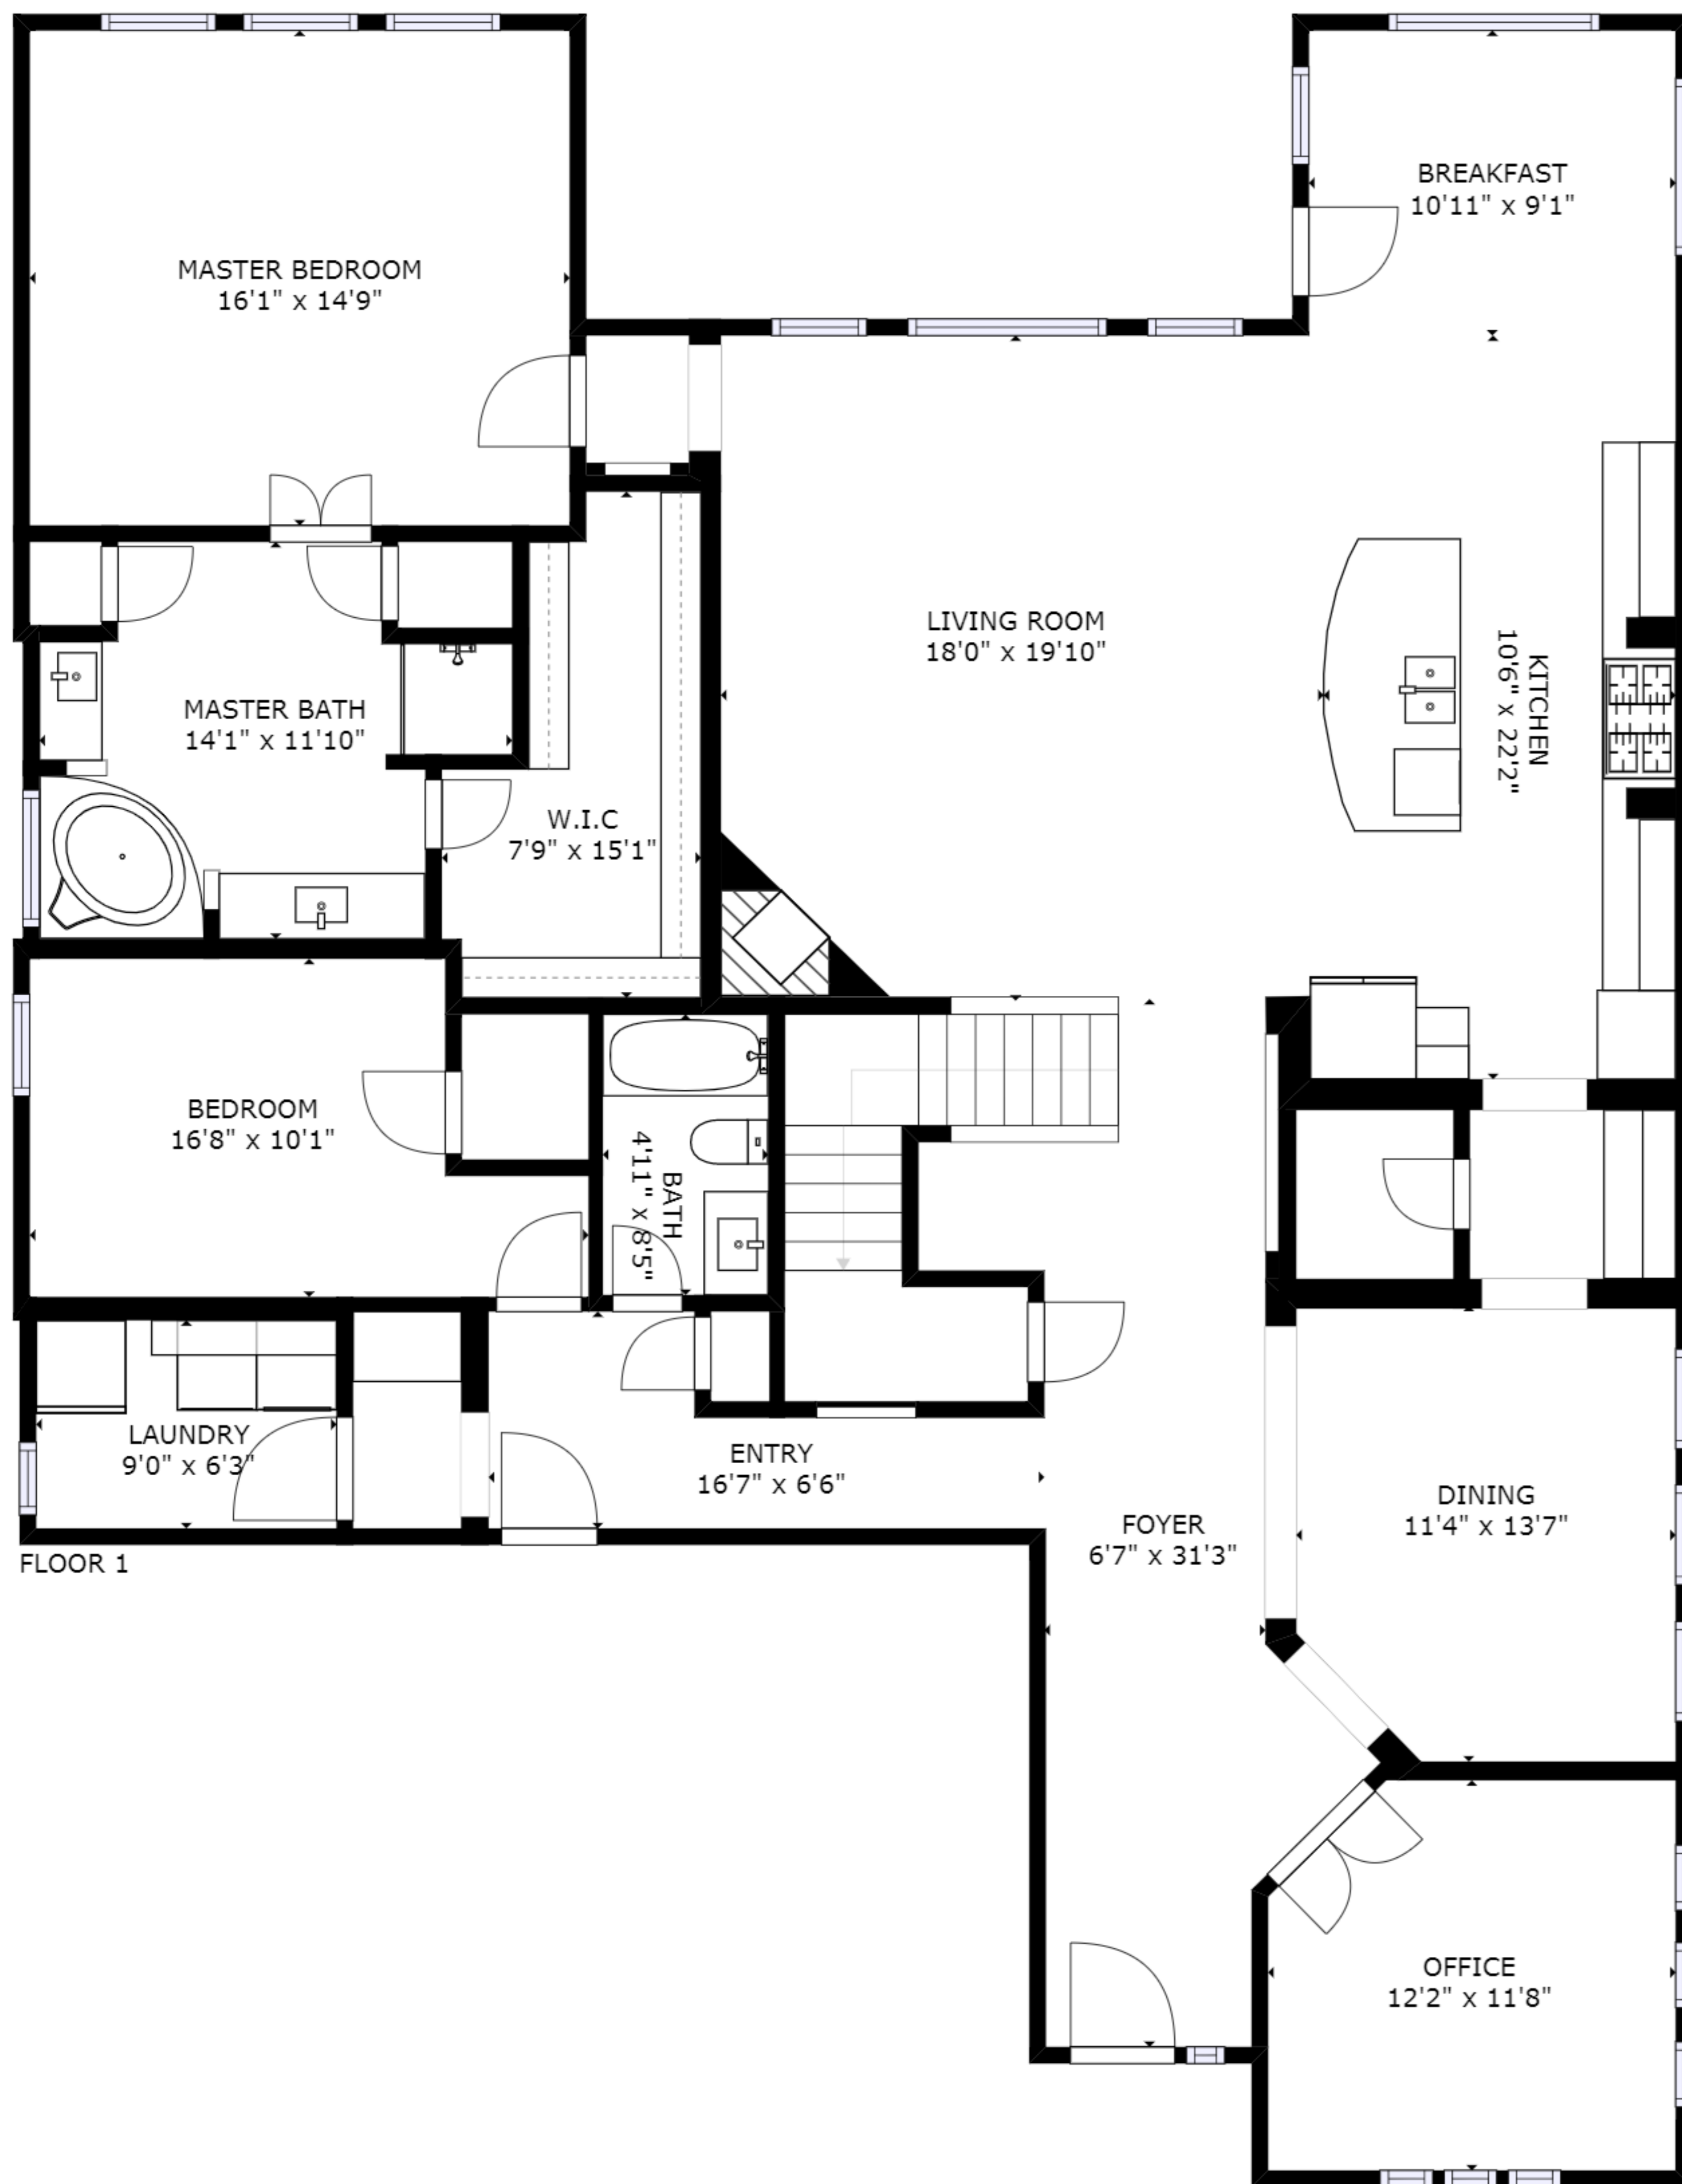 BREAKFAST
10'11" x 9'1"
MASTER BEDROOM
16'1" x 14'9"
LIVING ROOM
18'0" x 19'10"
KITCHEN
10'6" x 22'2"
MASTER BATH
14'1" x 11'10"
W.I.C
7'9" x 15'1"
BEDROOM
16'8" x 10'1"
BATH
4'11" x 8'5"
LAUNDRY
9'0" x 6'3"
ENTRY
16'7" x 6'6"
DINING
11'4" x 13'7"
FOYER
6'7" x 31'3"
FLOOR 1
OFFICE
12'2" x 11'8"